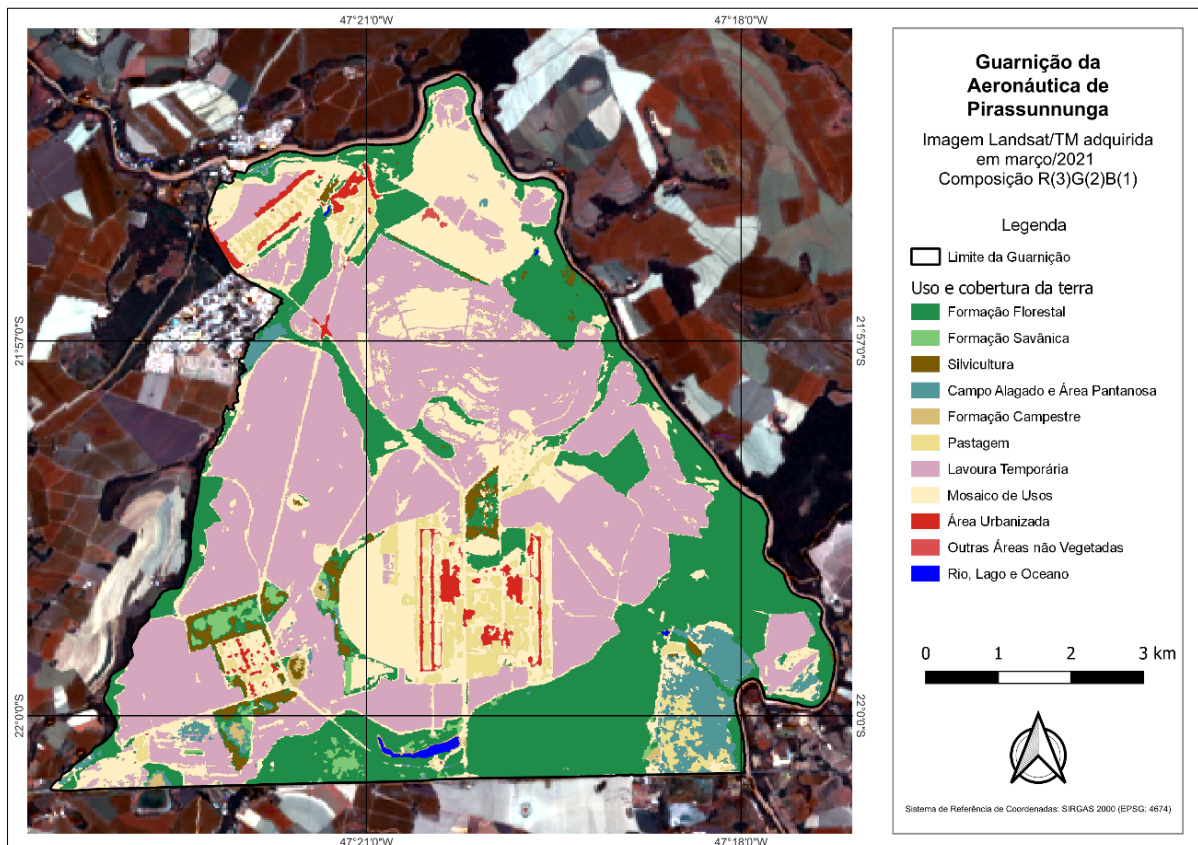 47°21'0"W
47°18'0"W
21°57'0"S
21°57'0"S
22°0'0"S
22°0'0"S
47°21'0"W
47°18'0"W
Guarnição da
Aeronáutica de
Pirassunnunga
Imagem Landsat/TM adquirida
em março/2021
Composição R(3)G(2)B(1)
Legenda
Limite da Guarnição
Uso e cobertura da terra
Formação Florestal
Formação Savânica
Silvicultura
Campo Alagado e Área Pantanosa
Formação Campestre
Pastagem
Lavoura Temporária
Mosaico de Usos
Área Urbanizada
Outras Áreas não Vegetadas
Rio, Lago e Oceano
0 1 2 3 km
Sistema de Referência de Coordenadas: SIRGAS 2000 (EPSG: 4674)